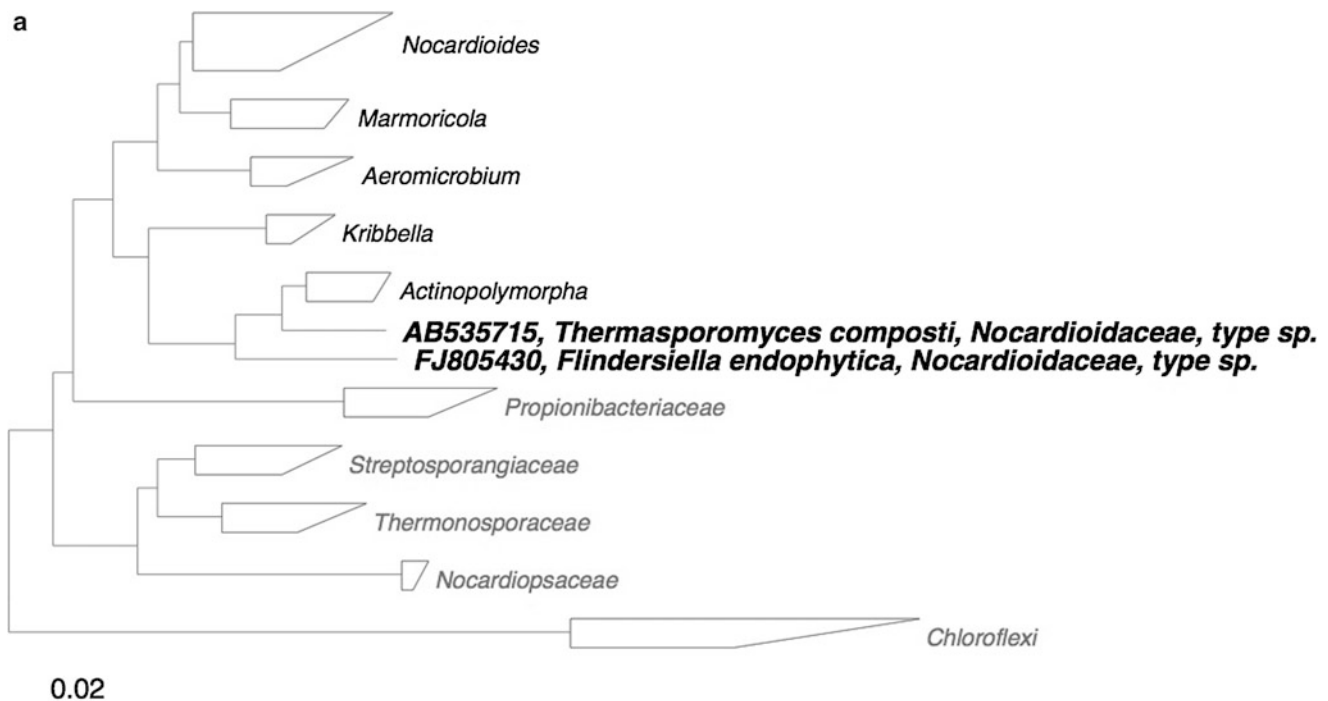 a
Nocardioides
Marmoricola
Aeromicrobium
Kribbella
Actinopolymorpha
AB535715, Thermasporomyces composti, Nocardioidaceae, type sp.
FJ805430, Flindersiella endophytica, Nocardioidaceae, type sp.
Propionibacteriaceae
Streptosporangiaceae
Thermonosporaceae
Nocardiopsaceae
Chloroflexi
0.02